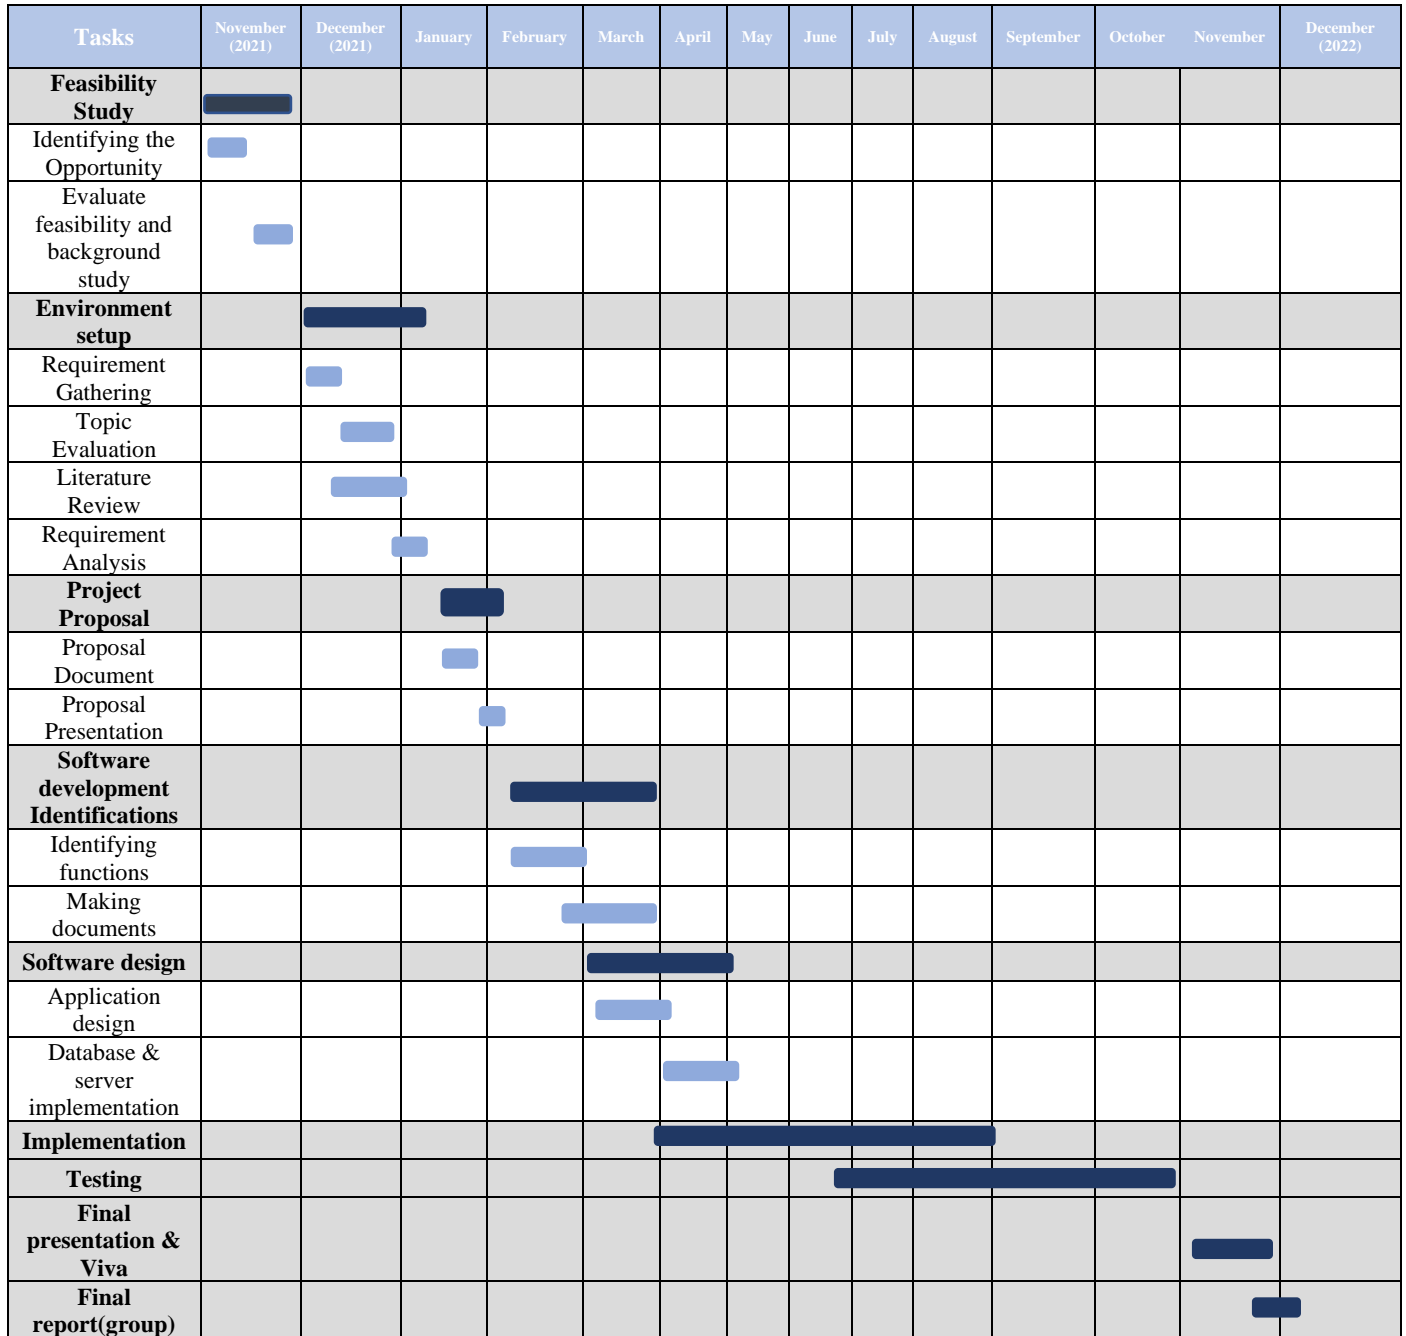 Tasks
November
(2021)
December
(2021)
January
February
March
April
May
June
July
August
September
October
November
December
(2022)
Feasibility
Study
Identifying the
Opportunity
Evaluate
feasibility and
background
study
Environment
setup
Requirement
Gathering
Topic
Evaluation
Literature
Review
Requirement
Analysis
Project
Proposal
Proposal
Document
Proposal
Presentation
Software
development
Identifications
Identifying
functions
Making
documents
Software design
Application
design
Database &
server
implementation
Implementation
Testing
Final
presentation &
Viva
Final
report(group)